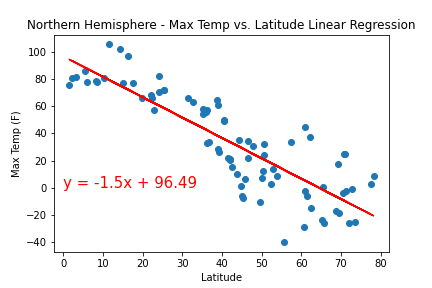 Northern Hemisphere - Max Temp vs. Latitude Linear Regression
100
80
60
40
20
0
−20
−40
Max Temp (F)
y = -1.5x + 96.49
0 10 20 30 40 50 60 70 80
Latitude